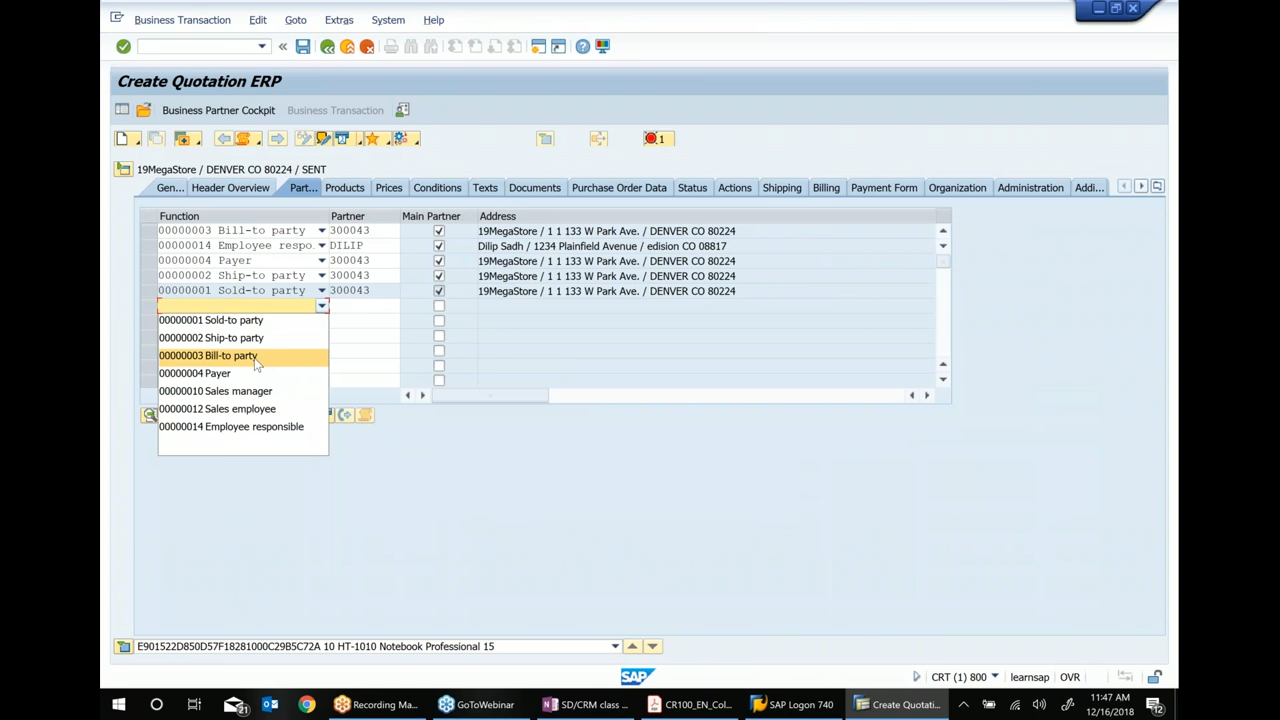 Business Transaction Edit Goto Extras System Help
Create Quotation ERP
Business Partner Cockpit Business Transaction
1
19MegaStore / DENVER CO 80224 / SENT
Gen... Header Overview Part... Products Prices Conditions Texts Documents Purchase Order Data Status Actions Shipping Billing Payment Form Organization Administration Addi...
Function Partner Main Partner Address
00000003 Bill-to party 300043 19MegaStore / 1 1 133 W Park Ave. / DENVER CO 80224
00000014 Employee respo. DILIP Dilip Sadh / 1234 Plainfield Avenue / edision CO 08817
00000004 Payer 300043 19MegaStore / 1 1 133 W Park Ave. / DENVER CO 80224
00000002 Ship-to party 300043 19MegaStore / 1 1 133 W Park Ave. / DENVER CO 80224
00000001 Sold-to party 300043 19MegaStore / 1 1 133 W Park Ave. / DENVER CO 80224
00000001 Sold-to party
00000002 Ship-to party
00000003 Bill-to party
00000004 Payer
00000010 Sales manager
00000012 Sales employee
00000014 Employee responsible
E901522D850D57F18281000C29B5C72A 10 HT-1010 Notebook Professional 15
SAP CRT (1) 800 learnsap OVR
21 Recording Ma... GoToWebinar SD/CRM class ... CR100_EN_Col... SAP Logon 740 Create Quotati... 11:47 AM
12/16/2018 12